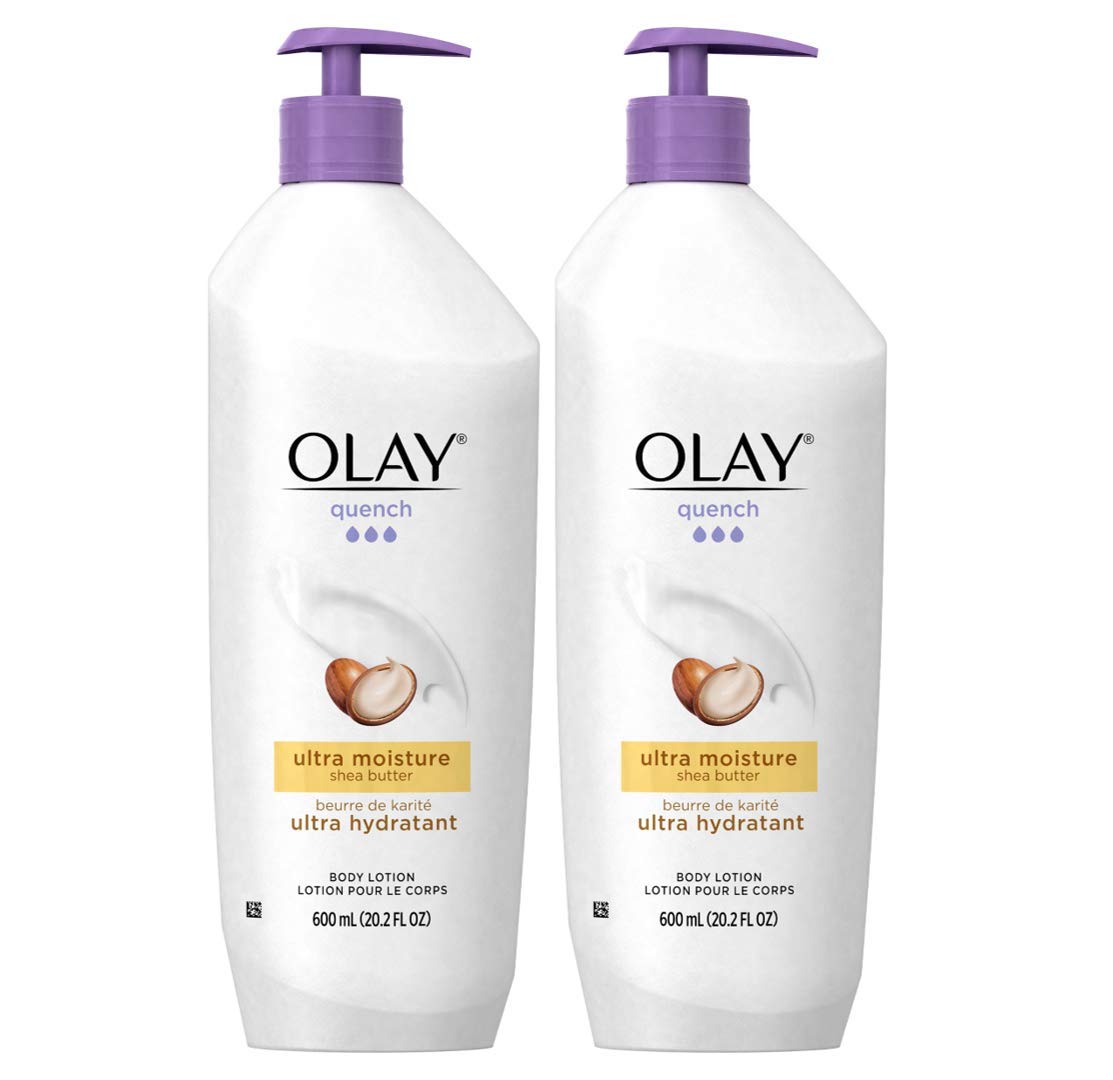 OLAY®
quench
ultra moisture
shea butter
beurre de karité
ultra hydratant
BODY LOTION
LOTION POUR LE CORPS
600 mL (20.2 FL OZ)
OLAY®
quench
ultra moisture
shea butter
beurre de karité
ultra hydratant
BODY LOTION
LOTION POUR LE CORPS
600 mL (20.2 FL OZ)